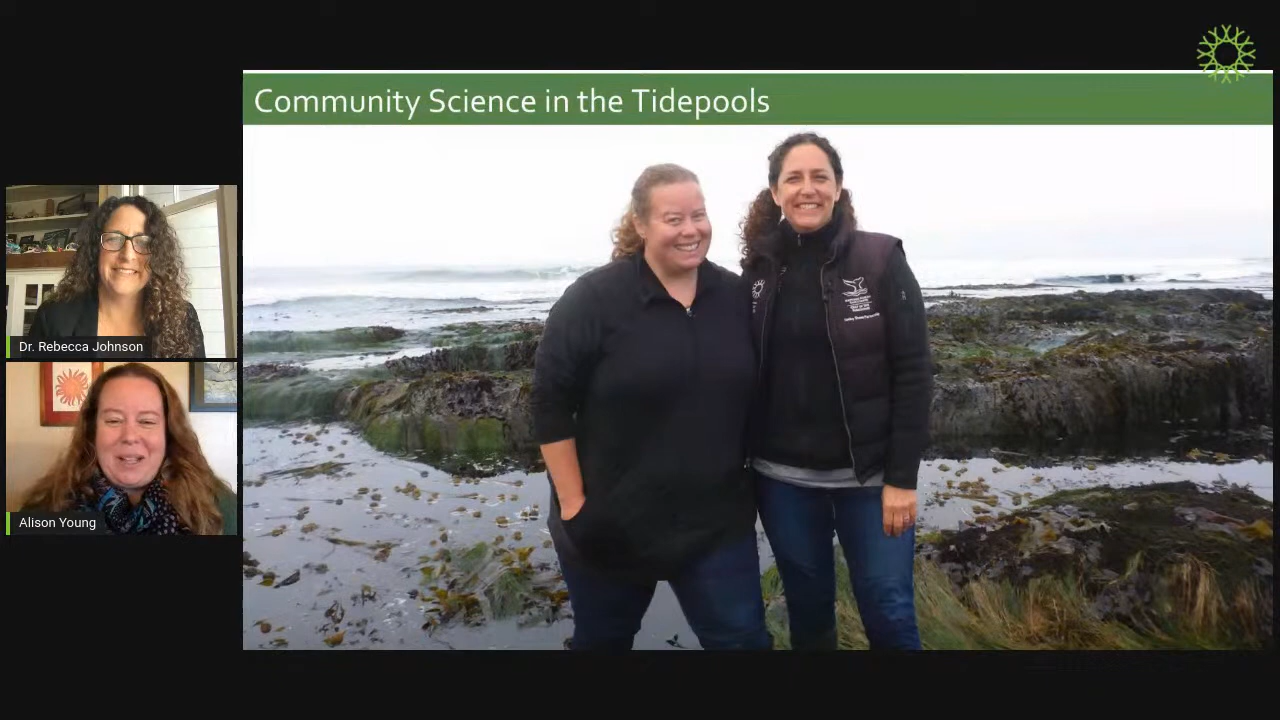 Community Science in the Tidepools
Dr. Rebecca Johnson
Alison Young